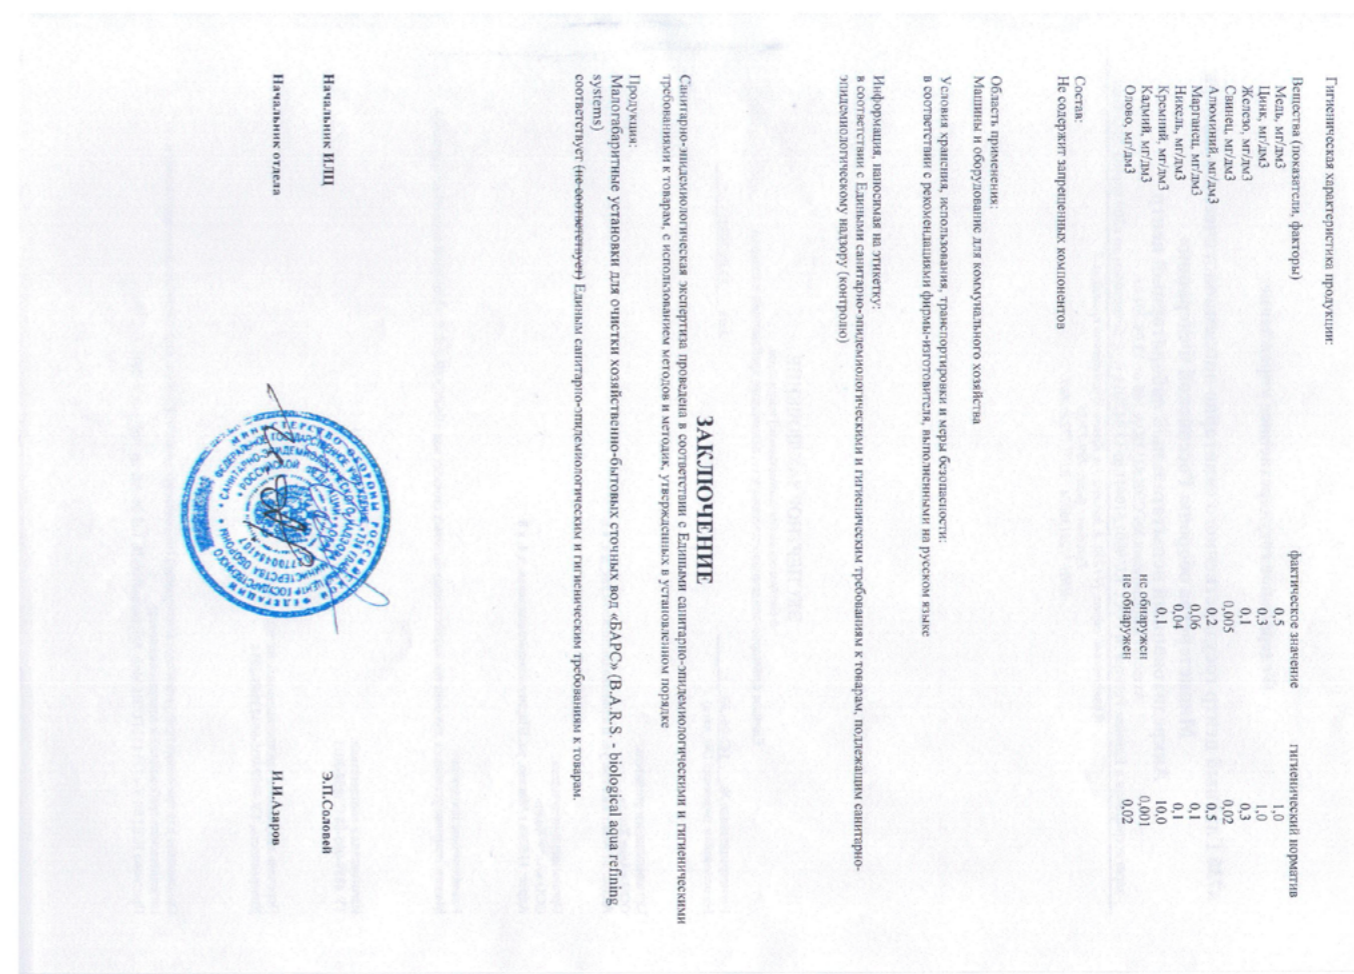 Гигиеническая характеристика продукции:
Вещества (показатели, факторы) фактическое значение гигиенический норматив
Медь, мг/дм3 0,5 1,0
Цинк, мг/дм3 0,3 1,0
Железо, мг/дм3 0,1 0,3
Свинец, мг/дм3 0,005 0,02
Алюминий, мг/дм3 0,2 0,5
Марганец, мг/дм3 0,06 0,1
Никель, мг/дм3 0,04 0,1
Кремний, мг/дм3 0,1 10,0
Кадмий, мг/дм3 не обнаружен 0,001
Олово, мг/дм3 не обнаружен 0,02
Состав:
Не содержит запрещенных компонентов
Область применения:
Машины и оборудование для коммунального хозяйства
Условия хранения, использования, транспортировки и меры безопасности:
в соответствии с рекомендациями фирмы-изготовителя, выполненными на русском языке
Информация, наносимая на этикетку:
в соответствии с Едиными санитарно-эпидемиологическими и гигиеническим требованиям к товарам, подлежащим санитарно-
эпидемиологическому надзору (контролю)
ЗАКЛЮЧЕНИЕ
Санитарно-эпидемиологическая экспертиза проведена в соответствии с Едиными санитарно-эпидемиологическими и гигиеническими
требованиями к товарам, с использованием методов и методик, утвержденных в установленном порядке
Продукция:
Малогабаритные установки для очистки хозяйственно-бытовых сточных вод «БАРС» (B.A.R.S. - biological aqua refining
systems)
соответствует (не соответствует) Единым санитарно-эпидемиологическим и гигиеническим требованиям к товарам.
Начальник ИЛЦ Э.П.Соловей
Начальник отдела И.И.Азаров
МИНИСТЕРСТВО ОБОРОНЫ РОССИЙСКОЙ ФЕДЕРАЦИИ